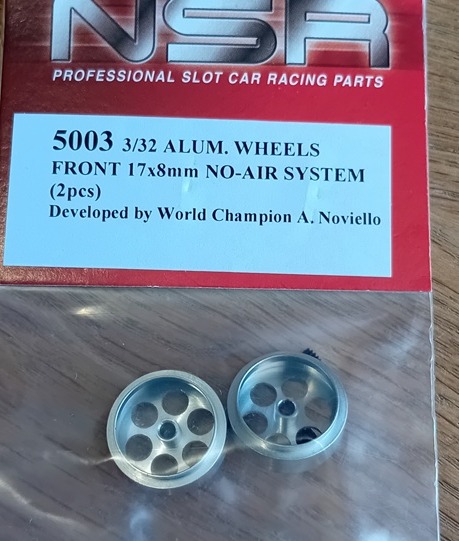 NSR
PROFESSIONAL SLOT CAR RACING PARTS
5003 3/32 ALUM. WHEELS
FRONT 17x8mm NO-AIR SYSTEM
(2pcs)
Developed by World Champion A. Noviello